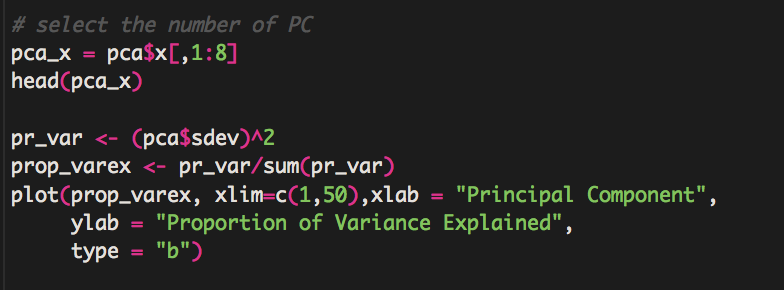 # select the number of PC
pca_x = pca$x[,1:8]
head(pca_x)
pr_var <- (pca$sdev)^2
prop_varex <- pr_var/sum(pr_var)
plot(prop_varex, xlim=c(1,50),xlab = "Principal Component",
ylab = "Proportion of Variance Explained",
type = "b")